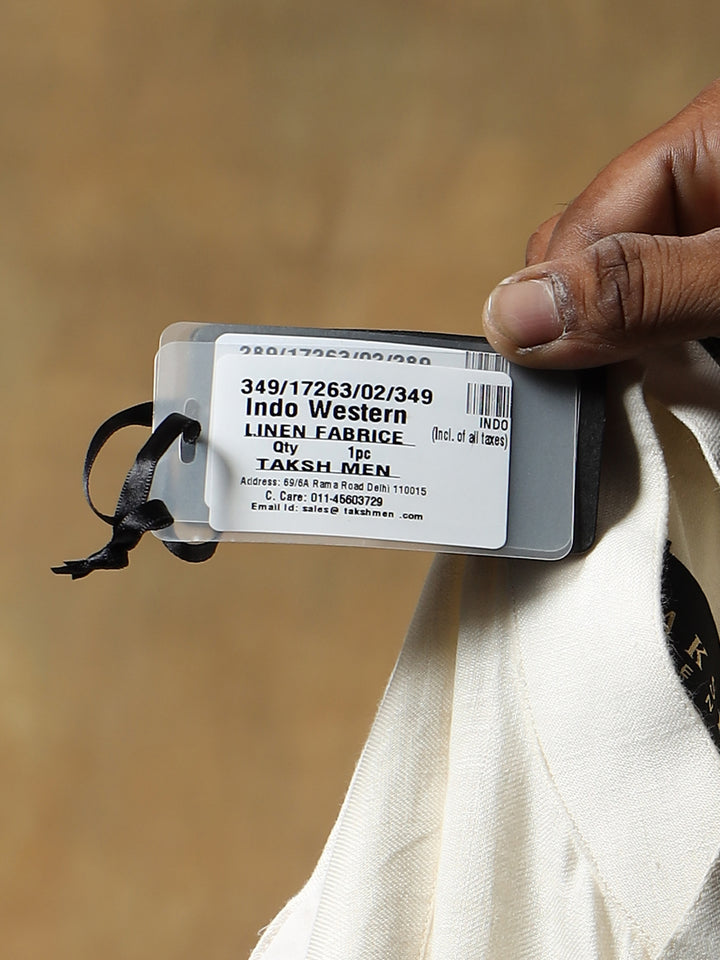 289/17263/02/289
349/17263/02/349
Indo Western
INDO
LINEN FABRICE
(Incl. of all taxes)
Qty 1pc
TAKSH MEN
Address: 69/6A Rama Road Delhi 110015
C. Care: 011-45603729
Email Id: sales@ takshmen .com